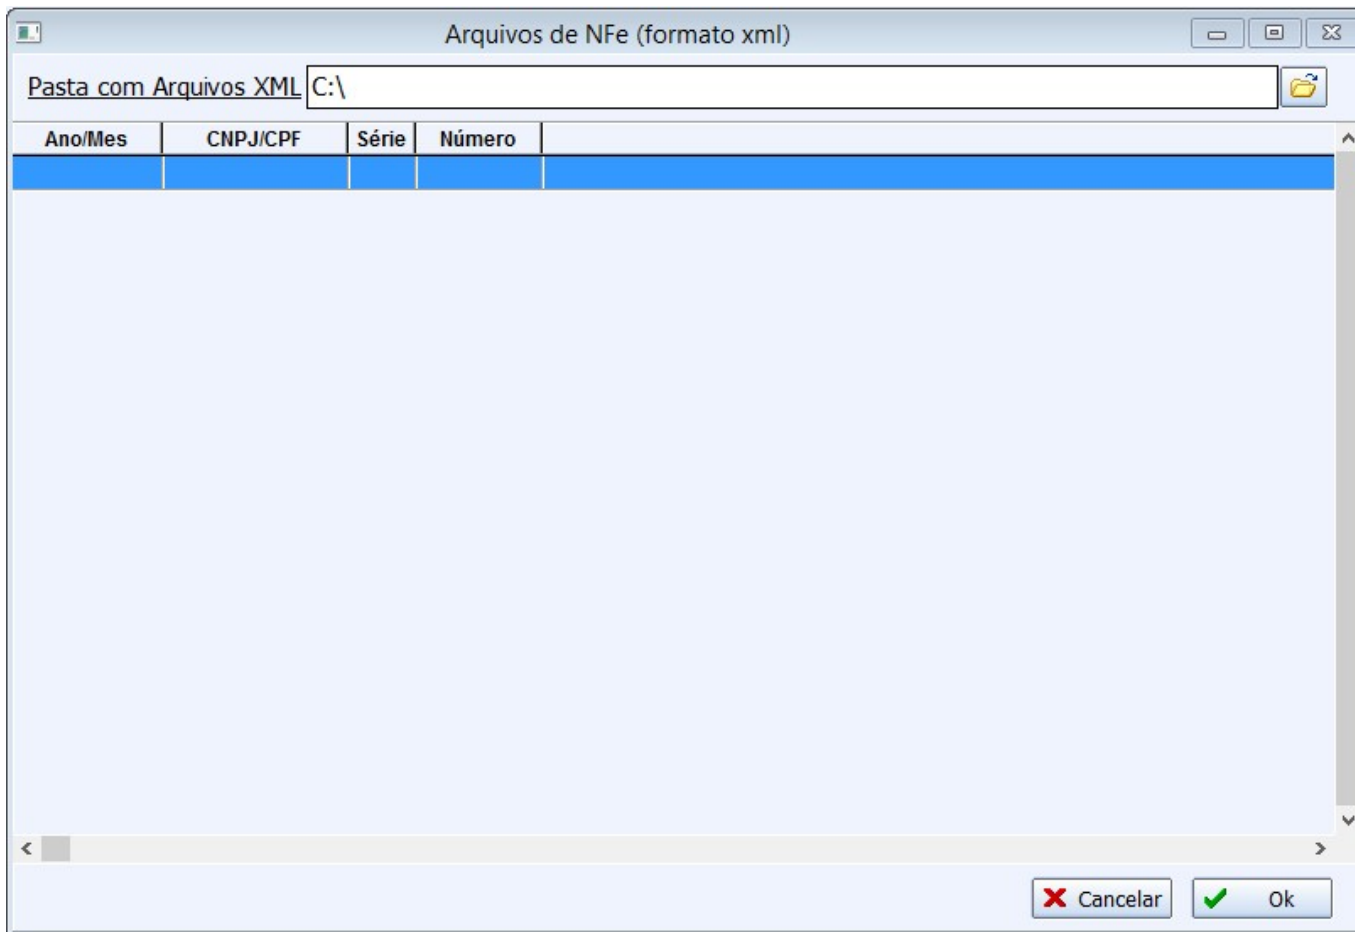 Arquivos de NFe (formato xml)
Pasta com Arquivos XML C:\
Ano/Mes CNPJ/CPF Série Número
Cancelar Ok